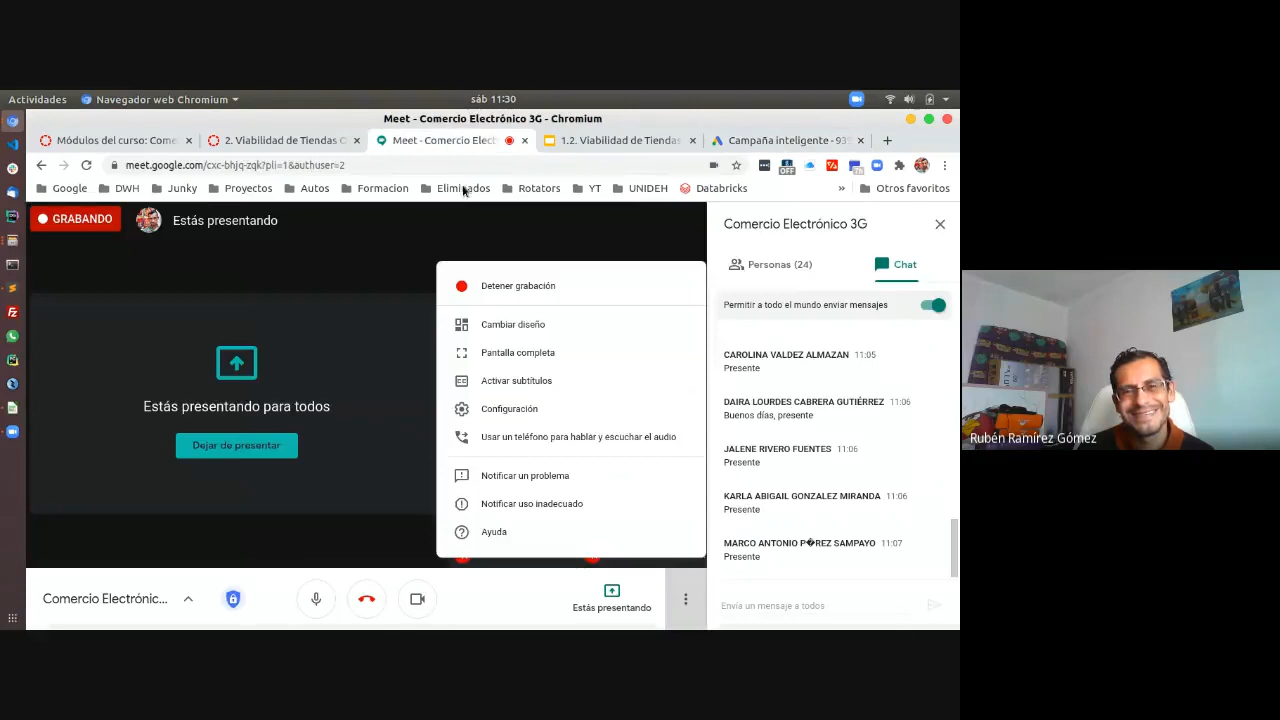 Actividades
Navegador web Chromium
sáb 11:30
Meet - Comercio Electrónico 3G - Chromium
Módulos del curso: Come
2. Viabilidad de Tiendas O
Meet - Comercio Elect
1.2. Viabilidad de Tiendas
Campaña inteligente - 935
meet.google.com/cxc-bhjq-zqk?pli=1&authuser=2
OFF
Google
DWH
Junky
Proyectos
Autos
Formacion
Eliminados
Rotators
YT
UNIDEH
Databricks
»
Otros favoritos
GRABANDO
Estás presentando
Estás presentando para todos
Dejar de presentar
Detener grabación
Cambiar diseño
Pantalla completa
Activar subtítulos
Configuración
Usar un teléfono para hablar y escuchar el audio
Notificar un problema
Notificar uso inadecuado
Ayuda
Comercio Electrónic...
Estás presentando
Comercio Electrónico 3G
Personas (24)
Chat
Permitir a todo el mundo enviar mensajes
CAROLINA VALDEZ ALMAZAN 11:05
Presente
DAIRA LOURDES CABRERA GUTIÉRREZ 11:06
Buenos días, presente
JALENE RIVERO FUENTES 11:06
Presente
KARLA ABIGAIL GONZALEZ MIRANDA 11:06
Presente
MARCO ANTONIO P�REZ SAMPAYO 11:07
Presente
Envía un mensaje a todos
Rubén Ramírez Gómez